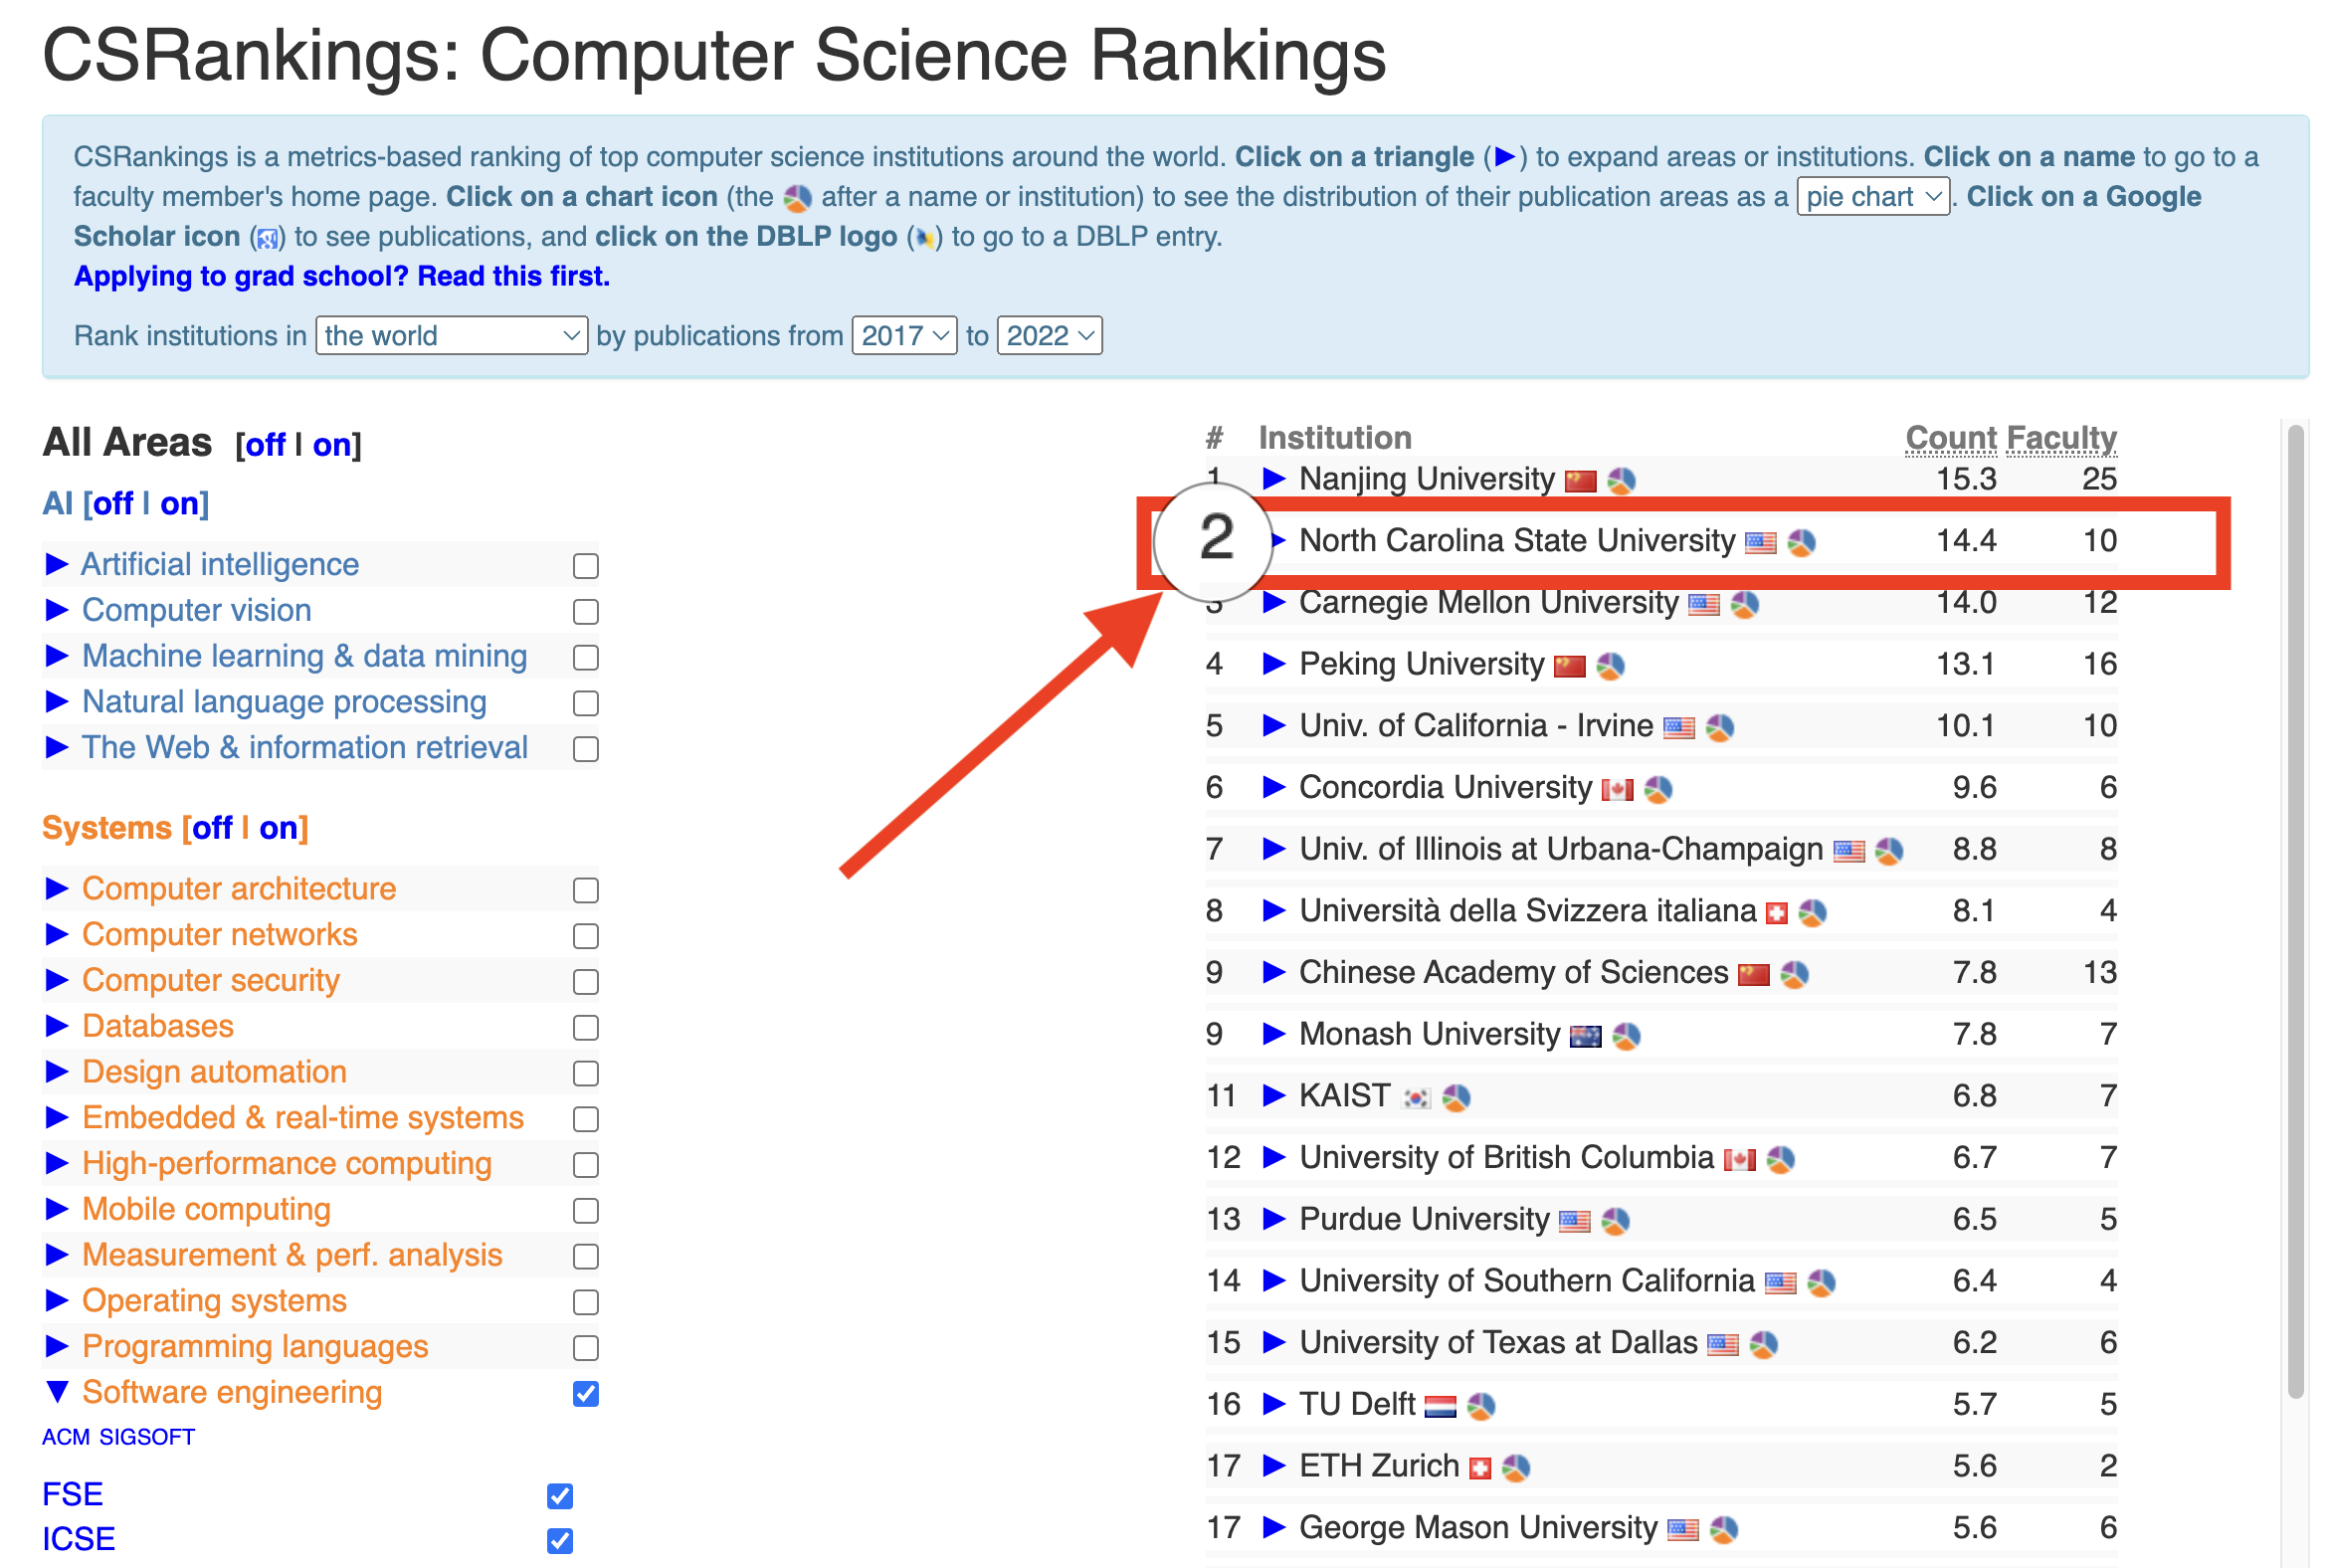 CSRankings: Computer Science Rankings
CSRankings is a metrics-based ranking of top computer science institutions around the world. Click on a triangle (▶) to expand areas or institutions. Click on a name to go to a
faculty member's home page. Click on a chart icon (the after a name or institution) to see the distribution of their publication areas as a pie chart. Click on a Google
Scholar icon () to see publications, and click on the DBLP logo () to go to a DBLP entry.
Applying to grad school? Read this first.
Rank institutions in the world by publications from 2017 to 2022
All Areas [off | on]
AI [off | on]
▶ Artificial intelligence
▶ Computer vision
▶ Machine learning & data mining
▶ Natural language processing
▶ The Web & information retrieval
Systems [off | on]
▶ Computer architecture
▶ Computer networks
▶ Computer security
▶ Databases
▶ Design automation
▶ Embedded & real-time systems
▶ High-performance computing
▶ Mobile computing
▶ Measurement & perf. analysis
▶ Operating systems
▶ Programming languages
▼ Software engineering
ACM SIGSOFT
FSE
ICSE
# Institution Count Faculty
1 ▶ Nanjing University 15.3 25
2 ▶ North Carolina State University 14.4 10
3 ▶ Carnegie Mellon University 14.0 12
4 ▶ Peking University 13.1 16
5 ▶ Univ. of California - Irvine 10.1 10
6 ▶ Concordia University 9.6 6
7 ▶ Univ. of Illinois at Urbana-Champaign 8.8 8
8 ▶ Università della Svizzera italiana 8.1 4
9 ▶ Chinese Academy of Sciences 7.8 13
9 ▶ Monash University 7.8 7
11 ▶ KAIST 6.8 7
12 ▶ University of British Columbia 6.7 7
13 ▶ Purdue University 6.5 5
14 ▶ University of Southern California 6.4 4
15 ▶ University of Texas at Dallas 6.2 6
16 ▶ TU Delft 5.7 5
17 ▶ ETH Zurich 5.6 2
17 ▶ George Mason University 5.6 6